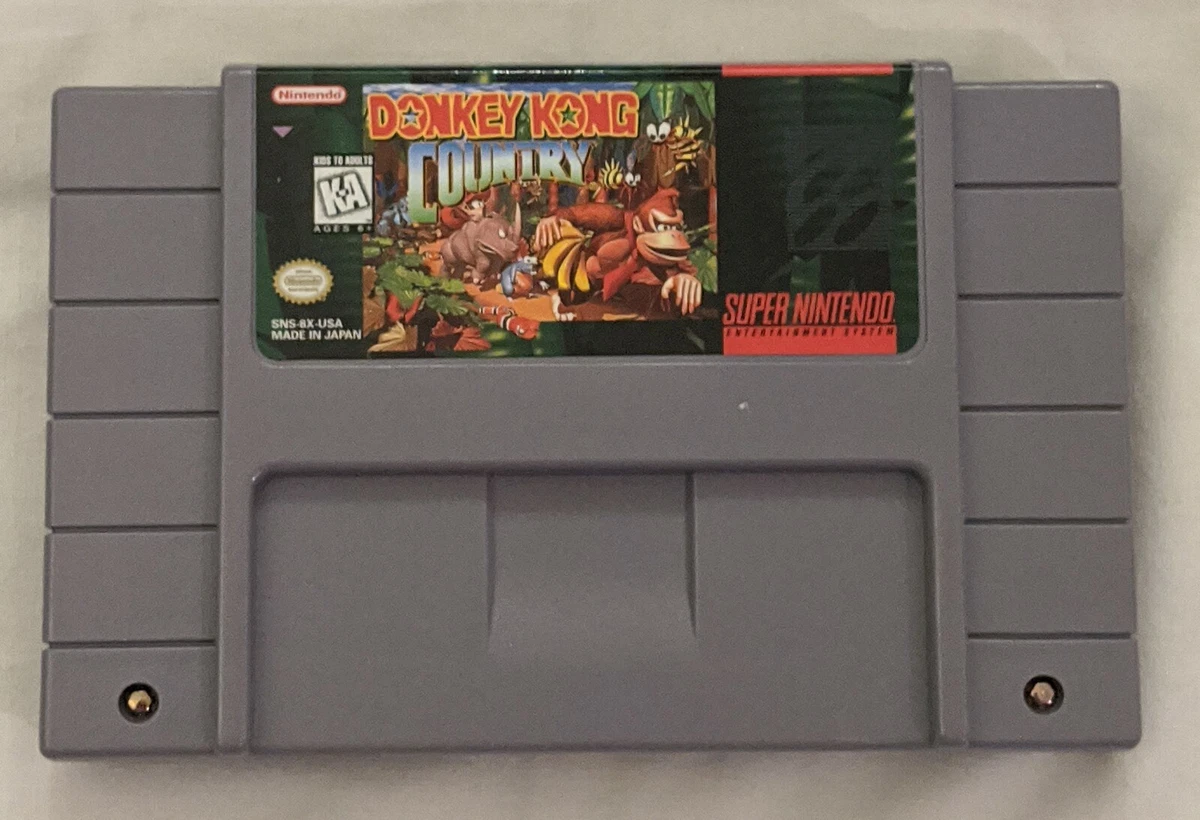 Nintendo
DONKEY KONG
COUNTRY
KIDS TO ADULTS
K-A
AGES 6+
Nintendo
SNS-8X-USA
MADE IN JAPAN
SUPER NINTENDO
ENTERTAINMENT SYSTEM